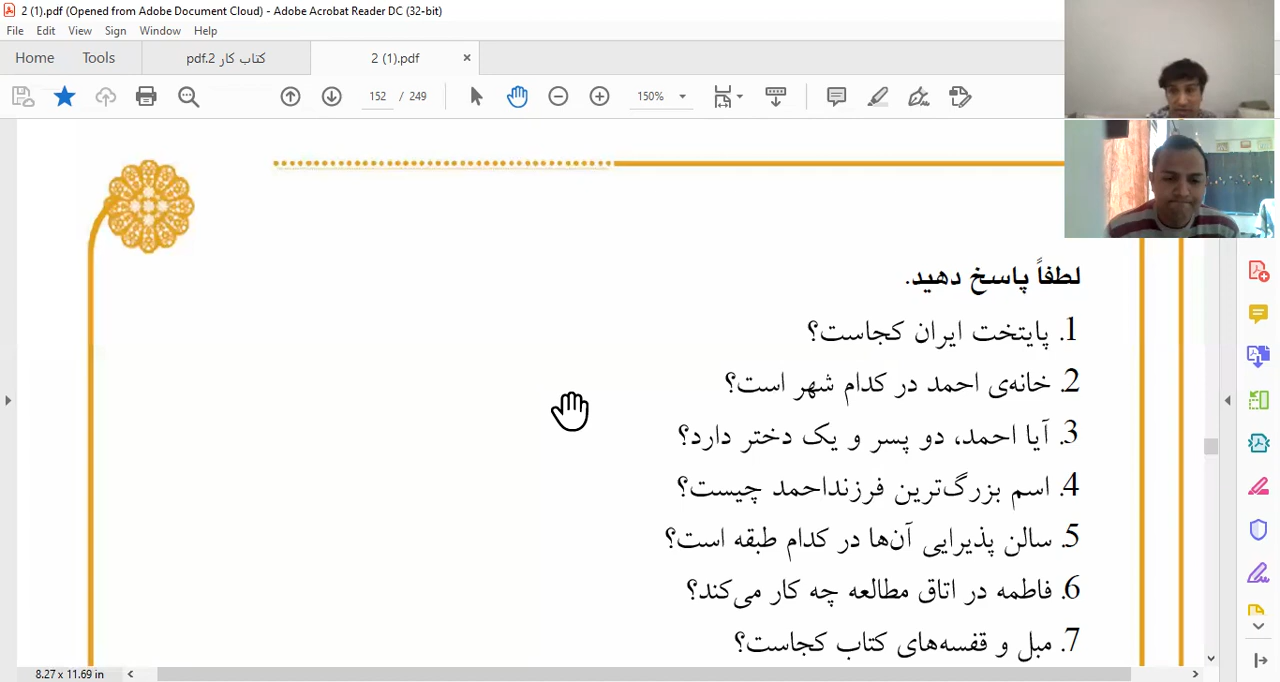 2 (1).pdf (Opened from Adobe Document Cloud) - Adobe Acrobat Reader DC (32-bit)
File Edit View Sign Window Help
Home Tools کتاب کار 2.pdf 2 (1).pdf ×
152 / 249 150%
لطفاً پاسخ دهید.
1. پایتخت ایران کجاست؟
2. خانه‌ی احمد در کدام شهر است؟
3. آیا احمد، دو پسر و یک دختر دارد؟
4. اسم بزرگ‌ترین فرزنداحمد چیست؟
5. سالن پذیرایی آن‌ها در کدام طبقه است؟
6. فاطمه در اتاق مطالعه چه کار می‌کند؟
7. مبل و قفسه‌های کتاب کجاست؟
8.27 x 11.69 in